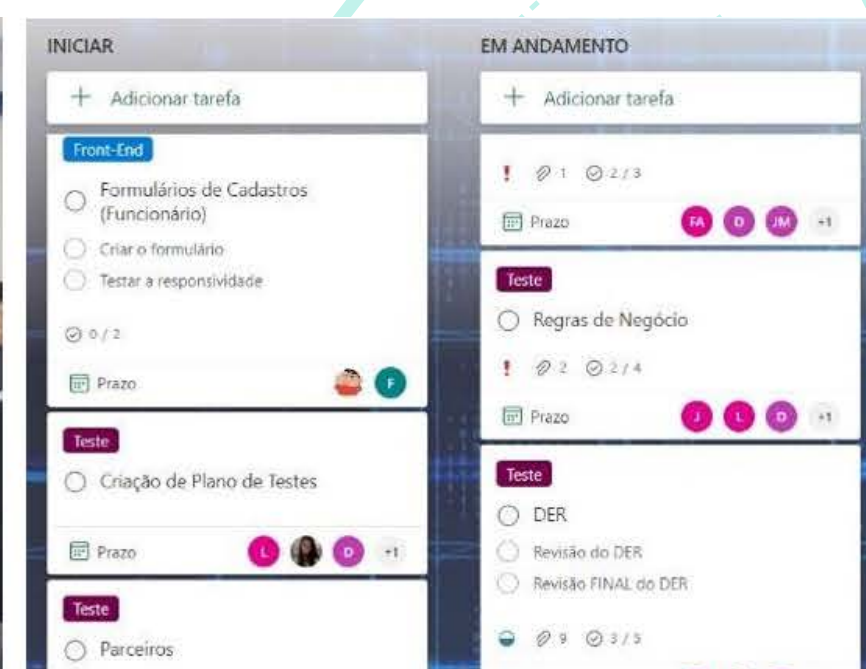 INICIAR
+ Adicionar tarefa
Front-End
Formulários de Cadastros
(Funcionário)
Criar o formulário
Testar a responsividade
0 / 2
Prazo
F
Teste
Criação de Plano de Testes
Prazo
L D +1
Teste
Parceiros
EM ANDAMENTO
+ Adicionar tarefa
! 1 2 / 3
Prazo
FA D JM +1
Teste
Regras de Negócio
! 2 2 / 4
Prazo
J L D +1
Teste
DER
Revisão do DER
Revisão FINAL do DER
9 3 / 5